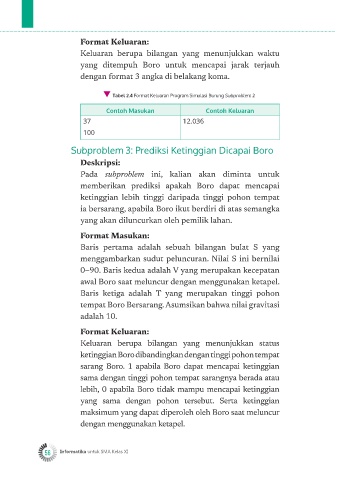 Format Keluaran:
Keluaran berupa bilangan yang menunjukkan waktu
yang ditempuh Boro untuk mencapai jarak terjauh
dengan format 3 angka di belakang koma.
▼ Tabel 2.4 Format Keluaran Program Simulasi Burung Subproblem 2
Contoh Masukan Contoh Keluaran
37 12.036
100
Subproblem 3: Prediksi Ketinggian Dicapai Boro
Deskripsi:
Pada subproblem ini, kalian akan diminta untuk
memberikan prediksi apakah Boro dapat mencapai
ketinggian lebih tinggi daripada tinggi pohon tempat
ia bersarang, apabila Boro ikut berdiri di atas semangka
yang akan diluncurkan oleh pemilik lahan.
Format Masukan:
Baris pertama adalah sebuah bilangan bulat S yang
menggambarkan sudut peluncuran. Nilai S ini bernilai
0–90. Baris kedua adalah V yang merupakan kecepatan
awal Boro saat meluncur dengan menggunakan ketapel.
Baris ketiga adalah T yang merupakan tinggi pohon
tempat Boro Bersarang. Asumsikan bahwa nilai gravitasi
adalah 10.
Format Keluaran:
Keluaran berupa bilangan yang menunjukkan status
ketinggian Boro dibandingkan dengan tinggi pohon tempat
sarang Boro. 1 apabila Boro dapat mencapai ketinggian
sama dengan tinggi pohon tempat sarangnya berada atau
lebih, 0 apabila Boro tidak mampu mencapai ketinggian
yang sama dengan pohon tersebut. Serta ketinggian
maksimum yang dapat diperoleh oleh Boro saat meluncur
dengan menggunakan ketapel.
56 Informatika untuk SMA Kelas XI